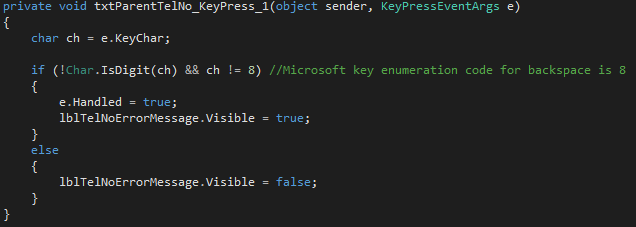 private void txtParentTelNo_KeyPress_1(object sender, KeyPressEventArgs e)
{
char ch = e.KeyChar;
if (!Char.IsDigit(ch) && ch != 8) //Microsoft key enumeration code for backspace is 8
{
e.Handled = true;
lblTelNoErrorMessage.Visible = true;
}
else
{
lblTelNoErrorMessage.Visible = false;
}
}